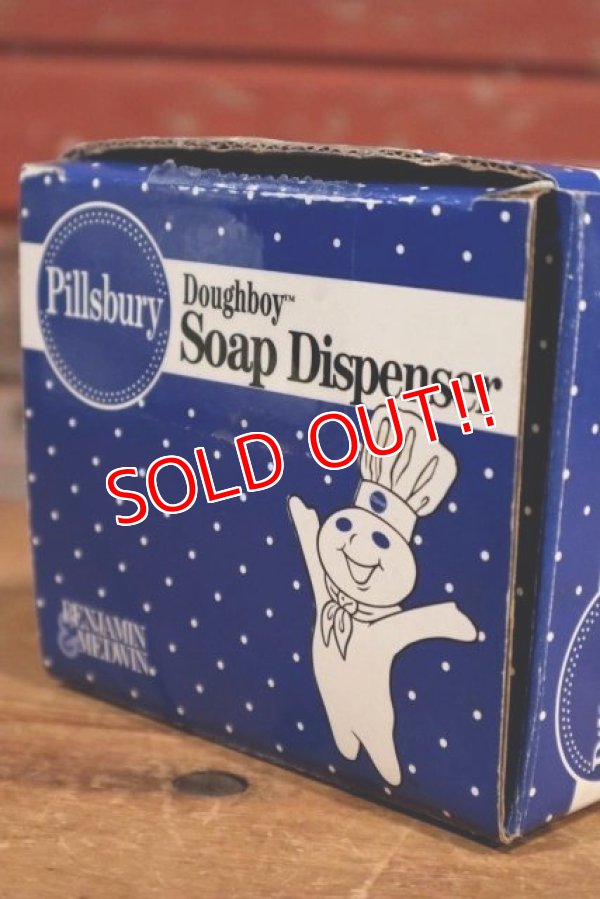 Pillsbury
Doughboy™
Soap Dispenser
SOLD OUT!!
BENJAMIN
& MEDWIN®